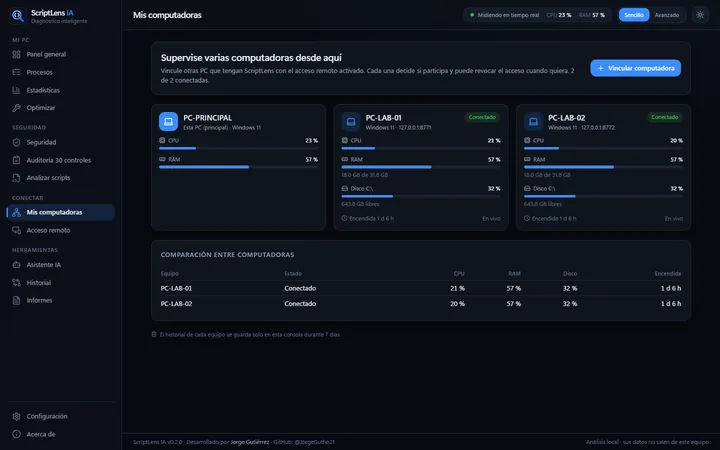 ScriptLens IA
Diagnóstico inteligente
MI PC
Panel general
Procesos
Estadísticas
Optimizar
SEGURIDAD
Seguridad
Auditoría 30 controles
Analizar scripts
CONECTAR
Mis computadoras
Acceso remoto
HERRAMIENTAS
Asistente IA
Historial
Informes
Configuración
Acerca de
Mis computadoras
Midiendo en tiempo real CPU 23 % RAM 57 %
Sencillo Avanzado
Supervise varias computadoras desde aquí
Vincule otras PC que tengan ScriptLens con el acceso remoto activado. Cada una decide si participa y puede revocar el acceso cuando quiera. 2
de 2 conectadas.
+ Vincular computadora
PC-PRINCIPAL
Esta PC (principal) · Windows 11
CPU 23 %
RAM 57 %
PC-LAB-01 Conectado
Windows 11 · 127.0.0.1:8771
CPU 21 %
RAM 57 %
18.0 GB de 31.8 GB
Disco C:\ 32 %
643.8 GB libres
Encendida 1 d 6 h En vivo
PC-LAB-02 Conectado
Windows 11 · 127.0.0.1:8772
CPU 20 %
RAM 57 %
18.0 GB de 31.8 GB
Disco C:\ 32 %
643.8 GB libres
Encendida 1 d 6 h En vivo
COMPARACIÓN ENTRE COMPUTADORAS
Equipo Estado CPU RAM Disco Encendida
PC-LAB-01 Conectado 21 % 57 % 32 % 1 d 6 h
PC-LAB-02 Conectado 20 % 57 % 32 % 1 d 6 h
El historial de cada equipo se guarda solo en esta consola durante 7 días.
ScriptLens IA v0.2.0 · Desarrollado por Jorge Gutiérrez · GitHub: @JorgeGutho21
Análisis local · sus datos no salen de este equipo